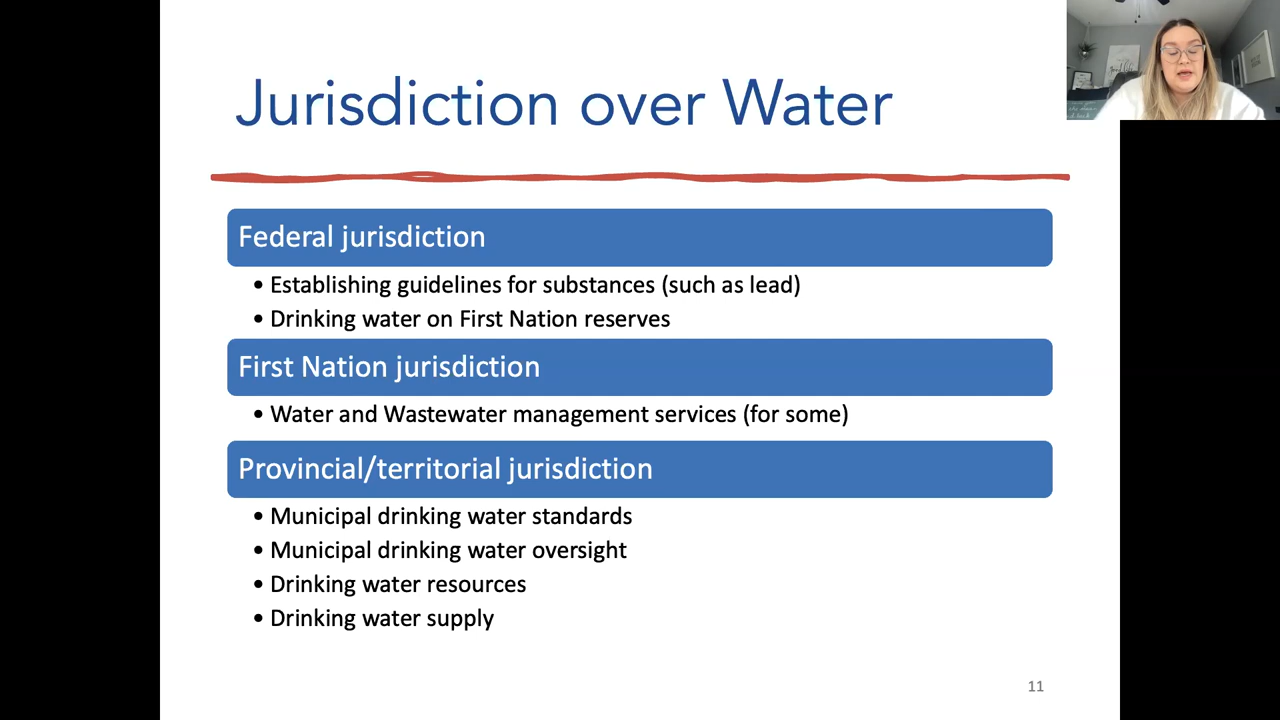 Jurisdiction over Water
Federal jurisdiction
• Establishing guidelines for substances (such as lead)
• Drinking water on First Nation reserves
First Nation jurisdiction
• Water and Wastewater management services (for some)
Provincial/territorial jurisdiction
• Municipal drinking water standards
• Municipal drinking water oversight
• Drinking water resources
• Drinking water supply
11